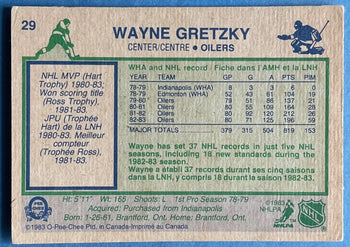 29
WAYNE GRETZKY
CENTER/CENTRE • OILERS
NHL MVP (Hart
Trophy) 1980-83;
Won scoring title
(Ross Trophy),
1981-83.
JPU (Trophée
Hart) de la LNH
1980-83. Meilleur
compteur
(Trophée Ross),
1981-83.
WHA and NHL record / Fiche dans l'AMH et la LNH
YEAR TEAM GP G A PTS PIM
78-79 Indianapolis (WHA) 8 3 3 6 0
78-79 Edmonton (WHA) 72 43 61 104 19
79-80 Oilers 79 51 86 137 21
80-81 Oilers 80 55 109 164 28
81-82 Oilers 80 92 120 212 26
82-83 Oilers 80 71 125 196 59
MAJOR TOTALS 379 315 504 819 153
Wayne has set 37 NHL records in just five NHL
seasons, including 18 new standards during the
1982-83 season.
Wayne a établi 37 records durant ses cinq saisons
dans la LNH, incluant 18 durant la saison 1982-83.
Ht: 5'11" Wt: 165 Shoots: L 1st Pro Season 78-79
Acquired: Purchased from Indianapolis
Born: 1-26-61, Brantford, Ont. Home: Brantford, Ont.
©1983 O-Pee-Chee Ptd. in Canada-Imprimé au Canada
©1983
NHLPA
NHL